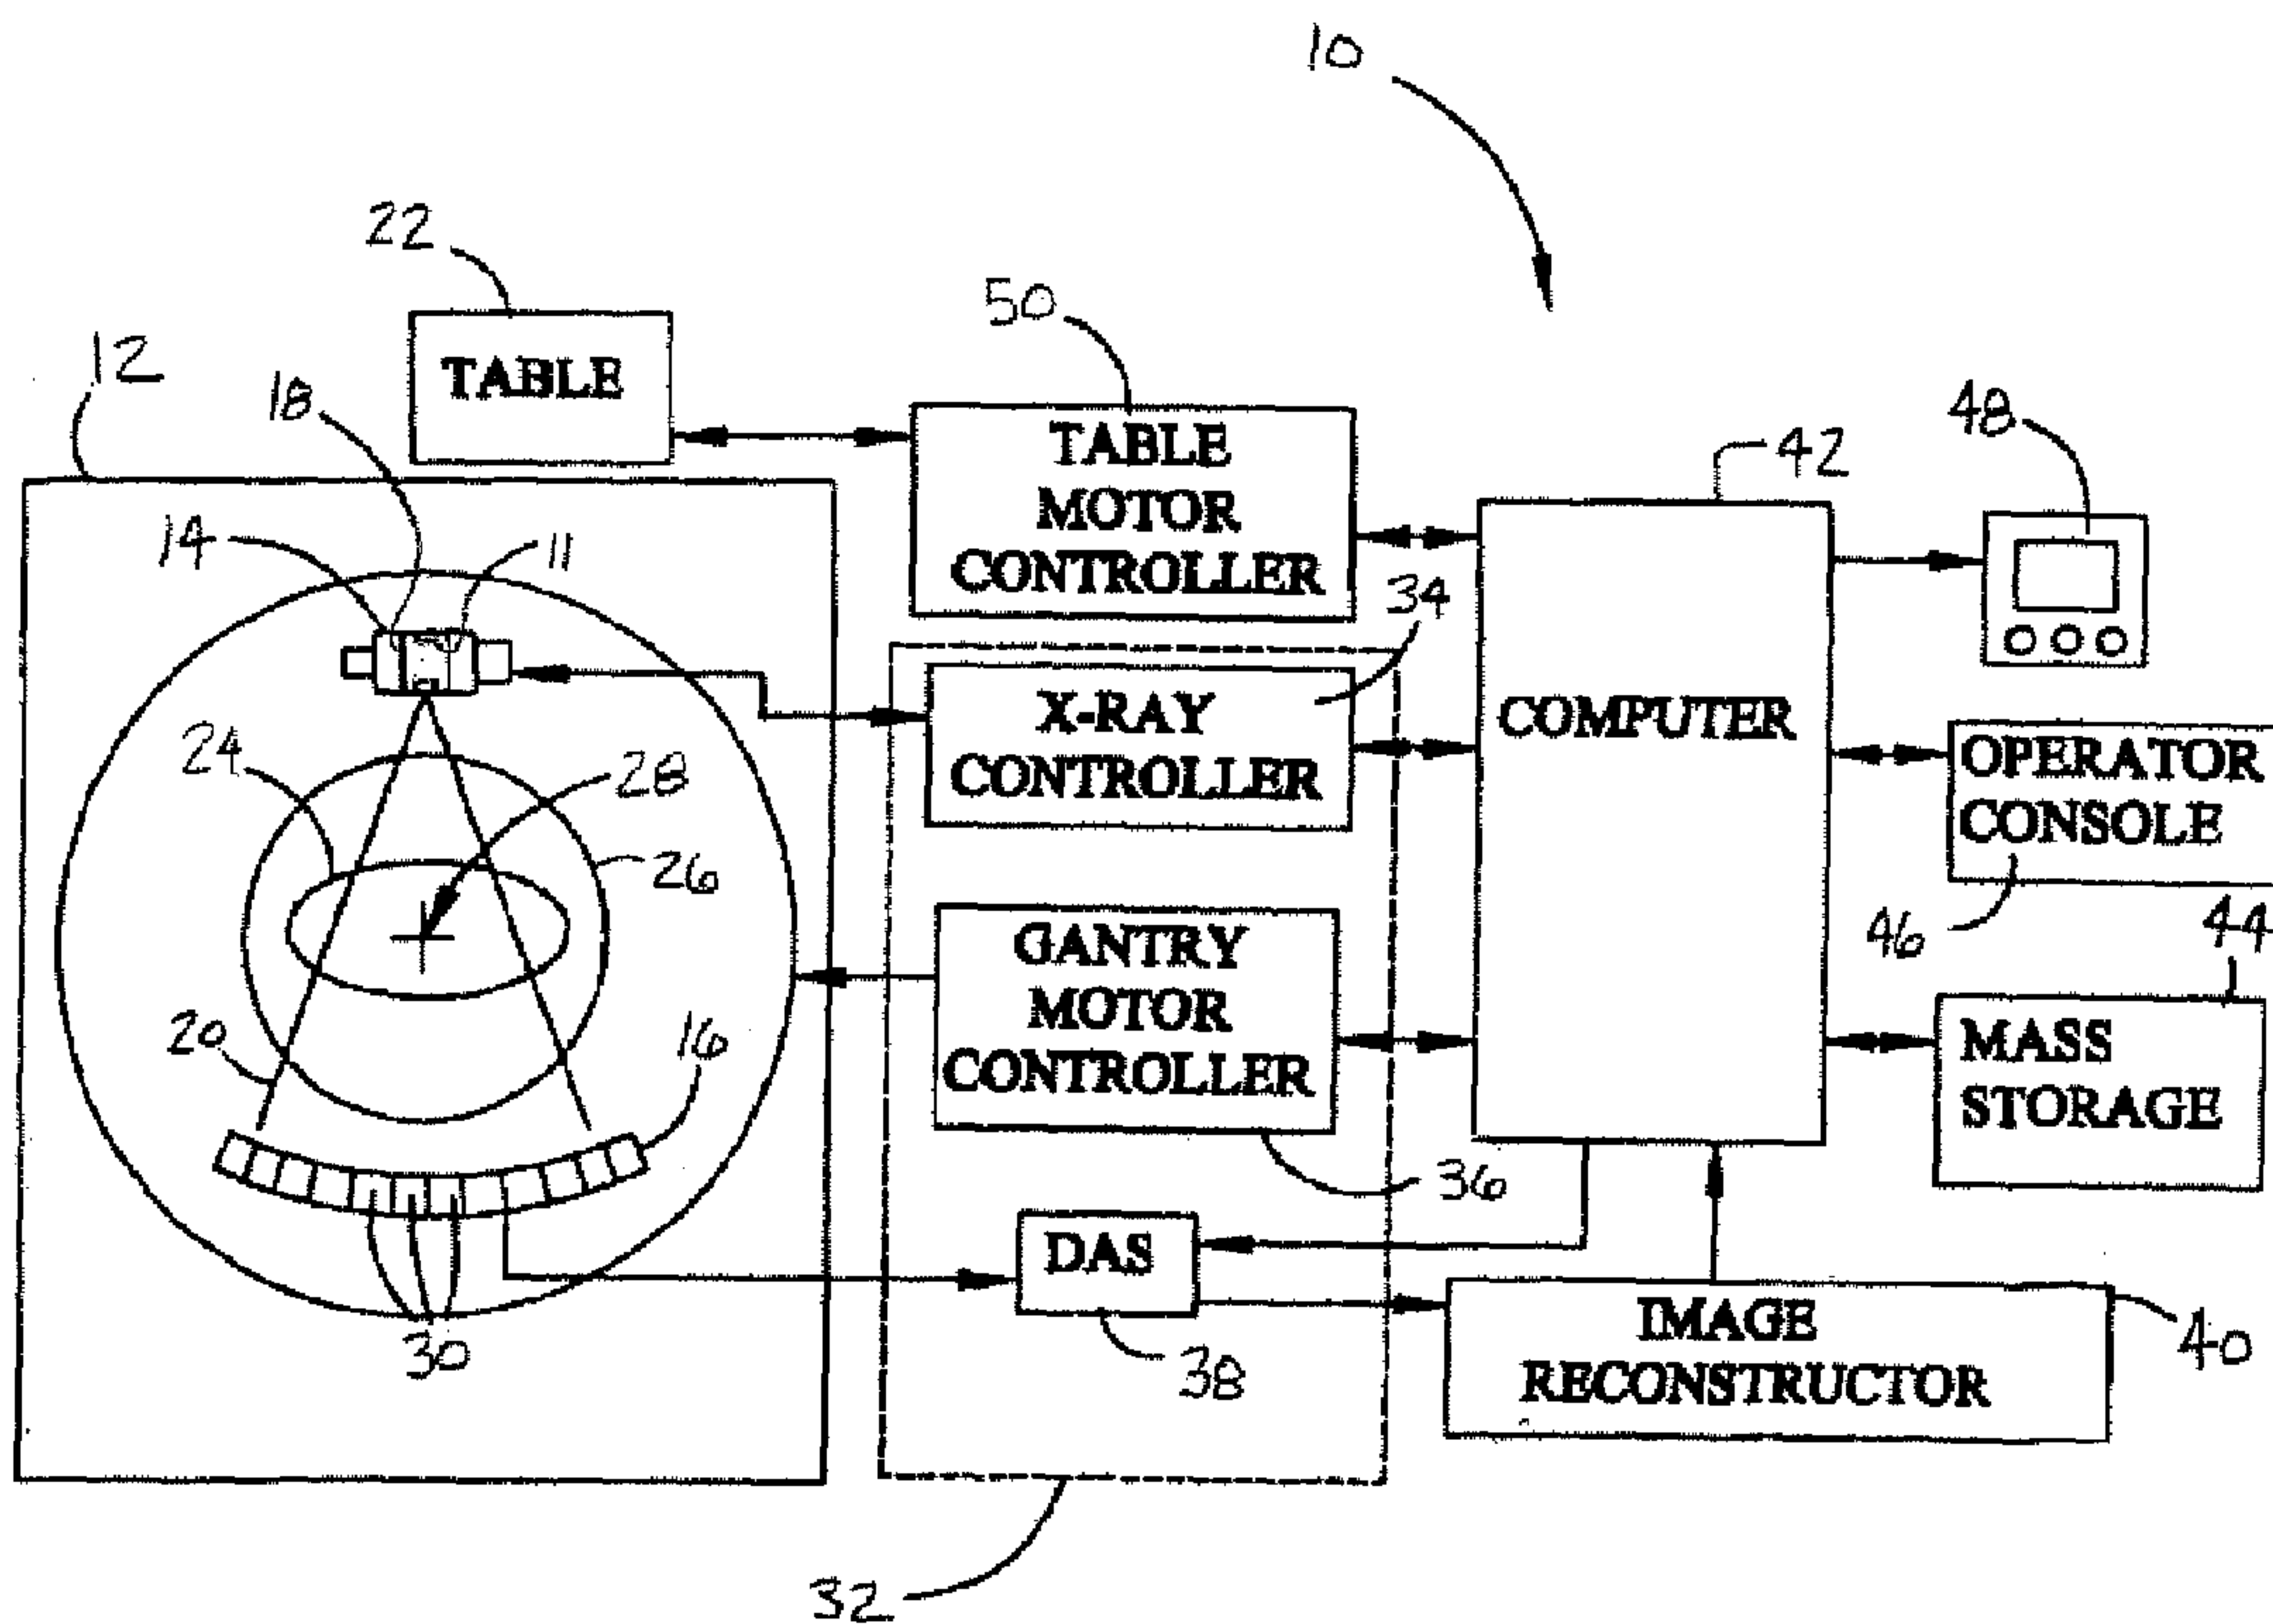 10
22
50
12
TABLE
18
48
TABLE
MOTOR
CONTROLLER
42
14
11
34
X-RAY
CONTROLLER
COMPUTER
24
28
OPERATOR
CONSOLE
26
46
44
GANTRY
MOTOR
CONTROLLER
20
16
MASS
STORAGE
36
DAS
30
38
IMAGE
RECONSTRUCTOR
40
32